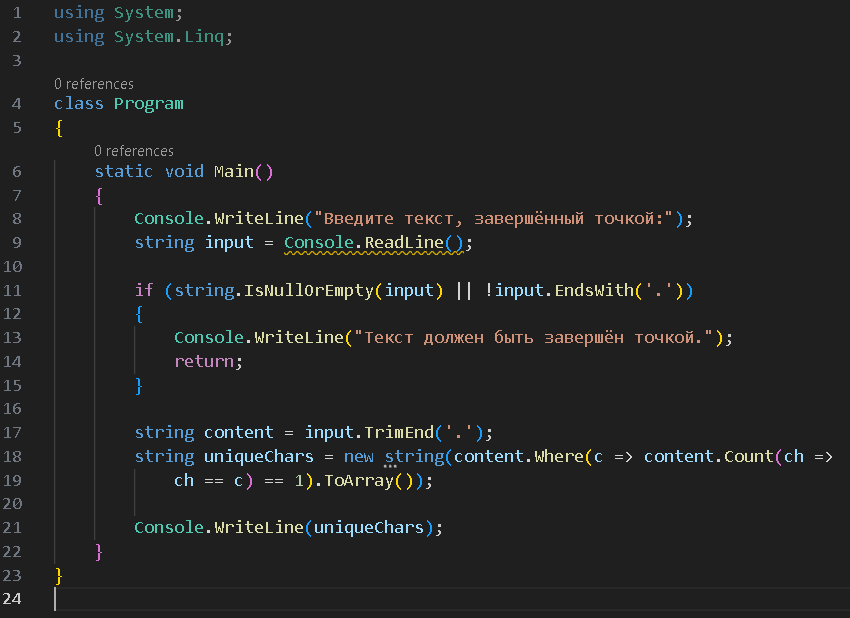 1 using System;
2 using System.Linq;
3
0 references
4 class Program
5 {
0 references
6 static void Main()
7 {
8 Console.WriteLine("Введите текст, завершённый точкой:");
9 string input = Console.ReadLine();
10
11 if (string.IsNullOrEmpty(input) || !input.EndsWith('.'))
12 {
13 Console.WriteLine("Текст должен быть завершён точкой.");
14 return;
15 }
16
17 string content = input.TrimEnd('.');
18 string uniqueChars = new string(content.Where(c => content.Count(ch =>
19 ch == c) == 1).ToArray());
20
21 Console.WriteLine(uniqueChars);
22 }
23 }
24